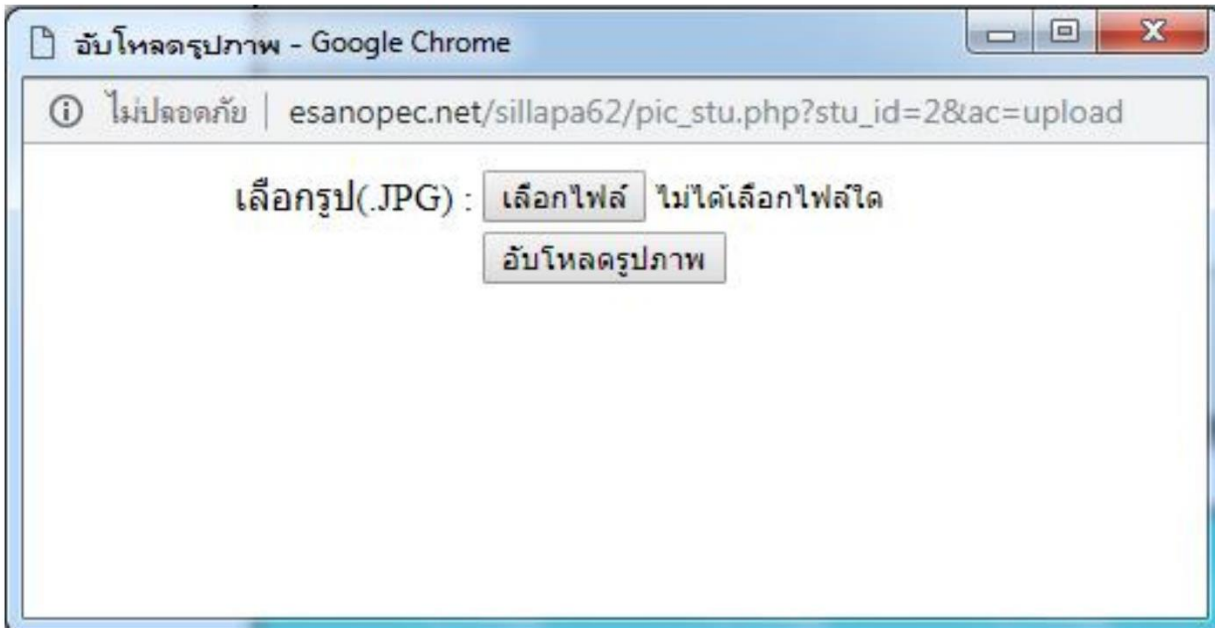 อับโหลดรูปภาพ - Google Chrome
ไม่ปลอดภัย | esanopec.net/sillapa62/pic_stu.php?stu_id=2&ac=upload
เลือกรูป(.JPG) : เลือกไฟล์ ไม่ได้เลือกไฟล์ใด
อับโหลดรูปภาพ